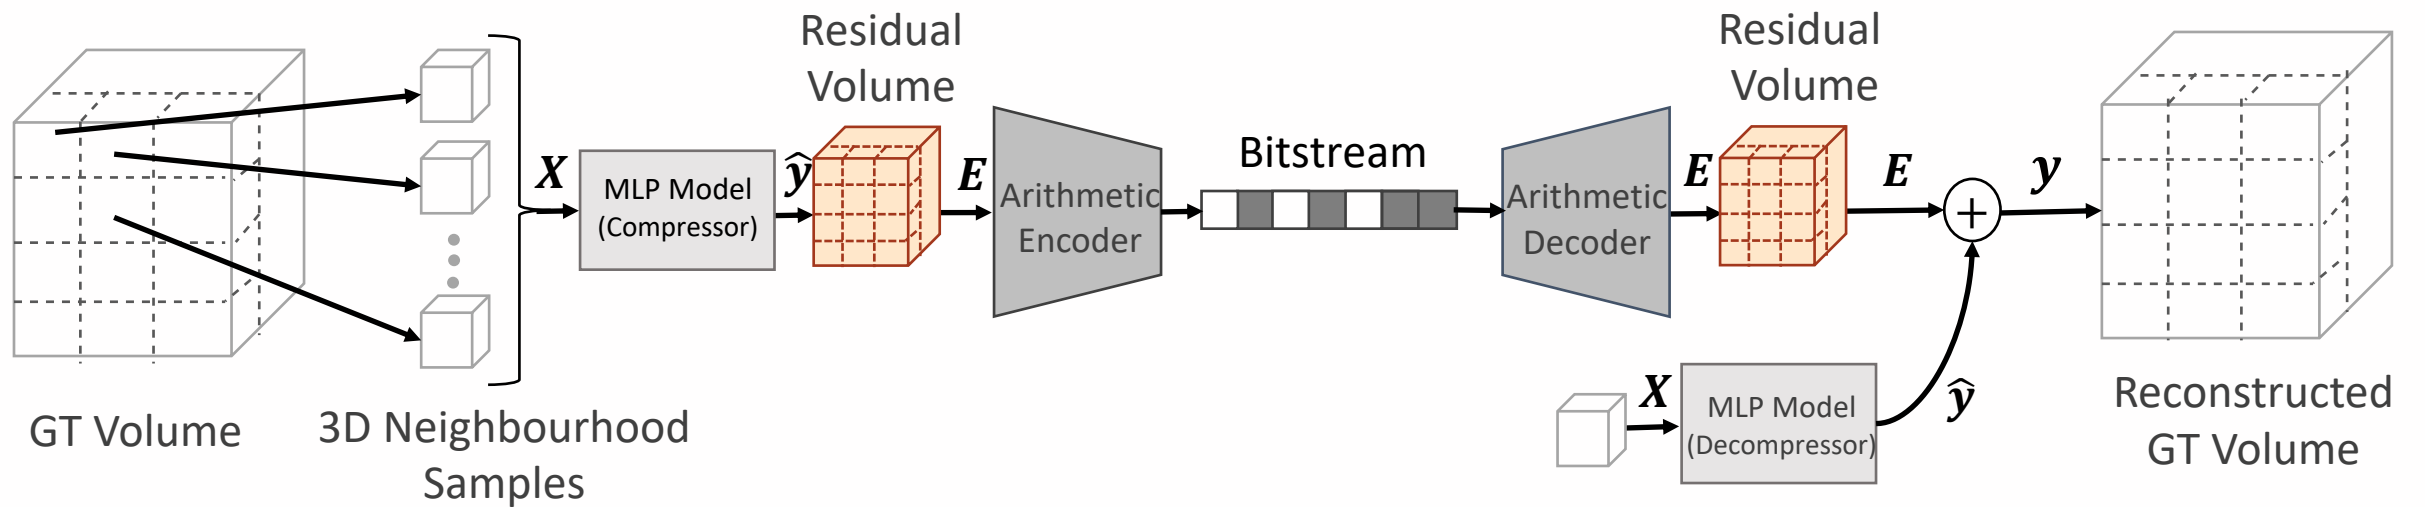 GT Volume
3D Neighbourhood
Samples
X
MLP Model
(Compressor)
ŷ
Residual
Volume
E
Arithmetic
Encoder
Bitstream
Arithmetic
Decoder
E
Residual
Volume
E
+
y
X
MLP Model
(Decompressor)
ŷ
Reconstructed
GT Volume